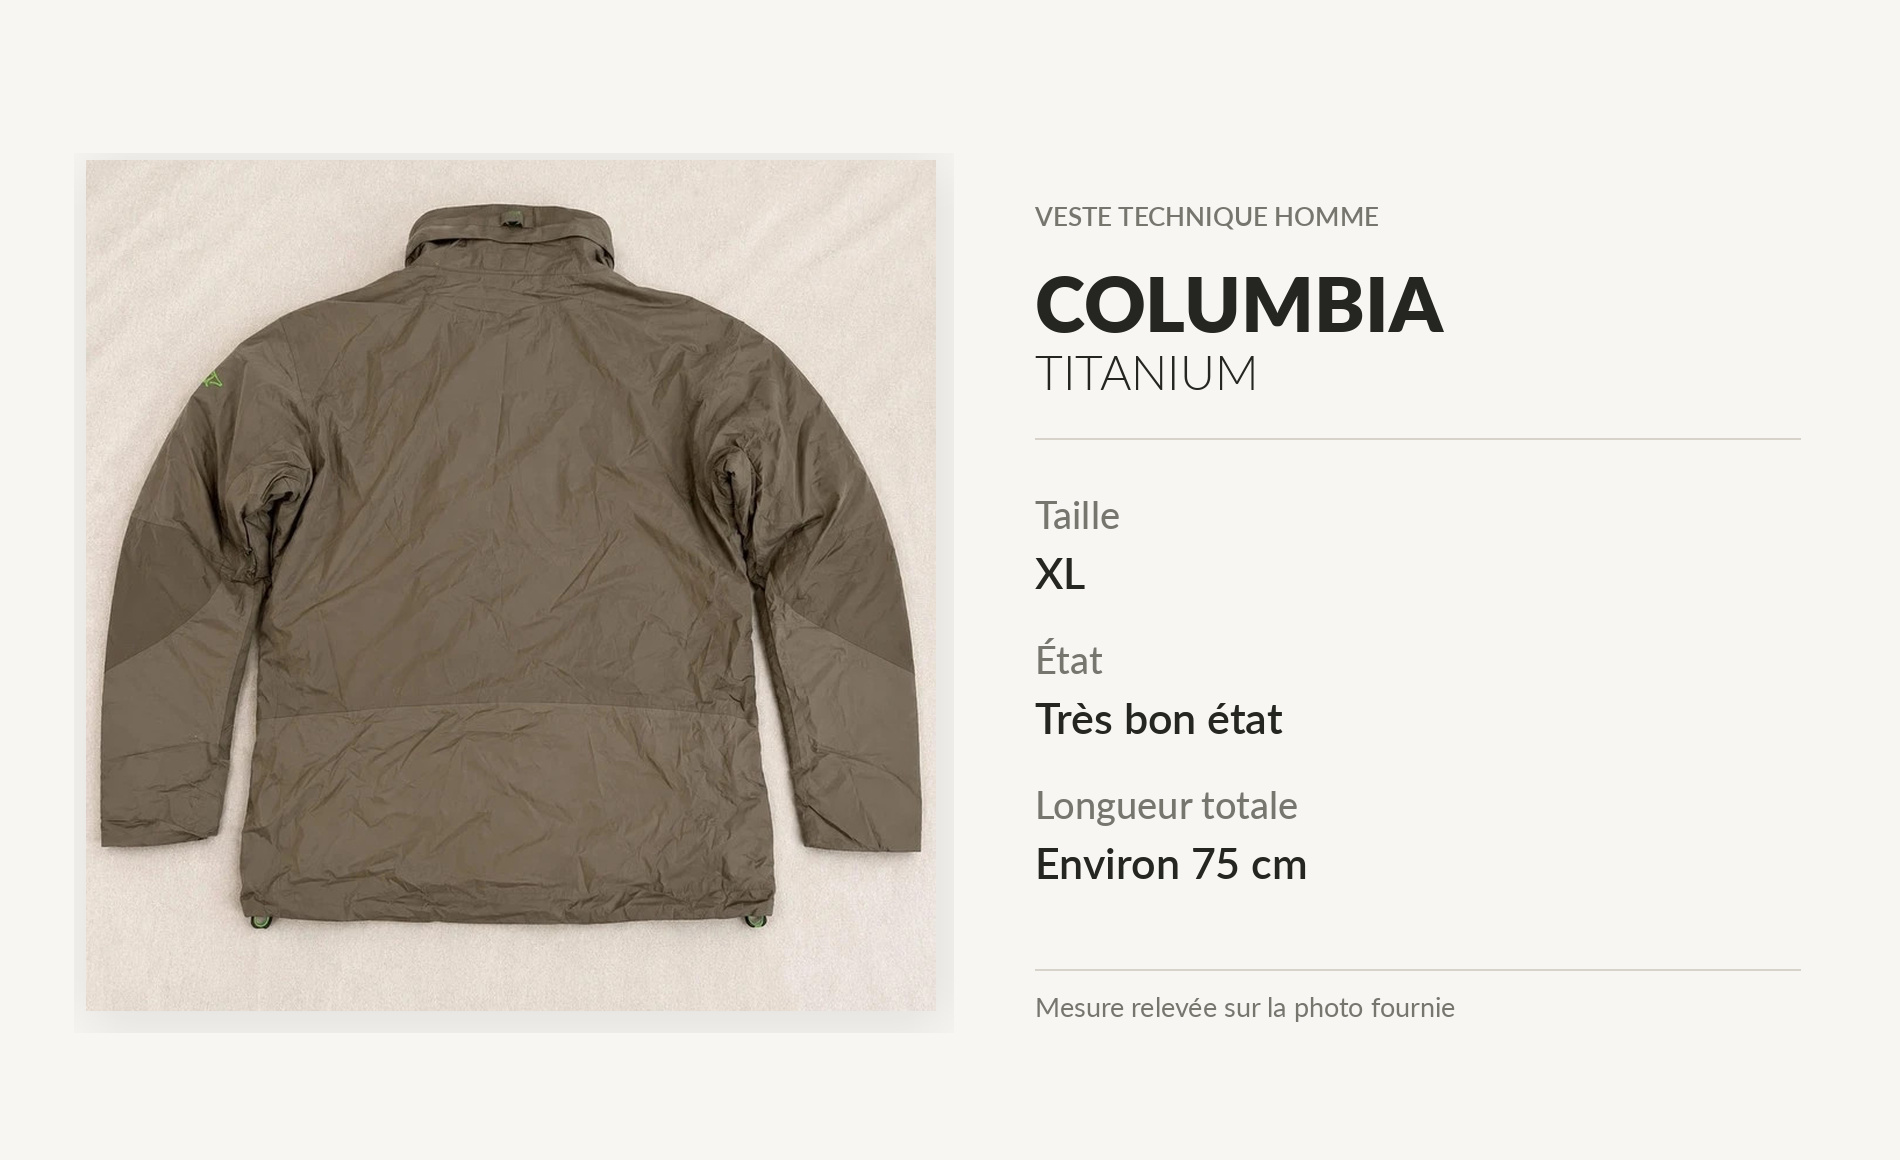 VESTE TECHNIQUE HOMME
COLUMBIA
TITANIUM
Taille
XL
État
Très bon état
Longueur totale
Environ 75 cm
Mesure relevée sur la photo fournie